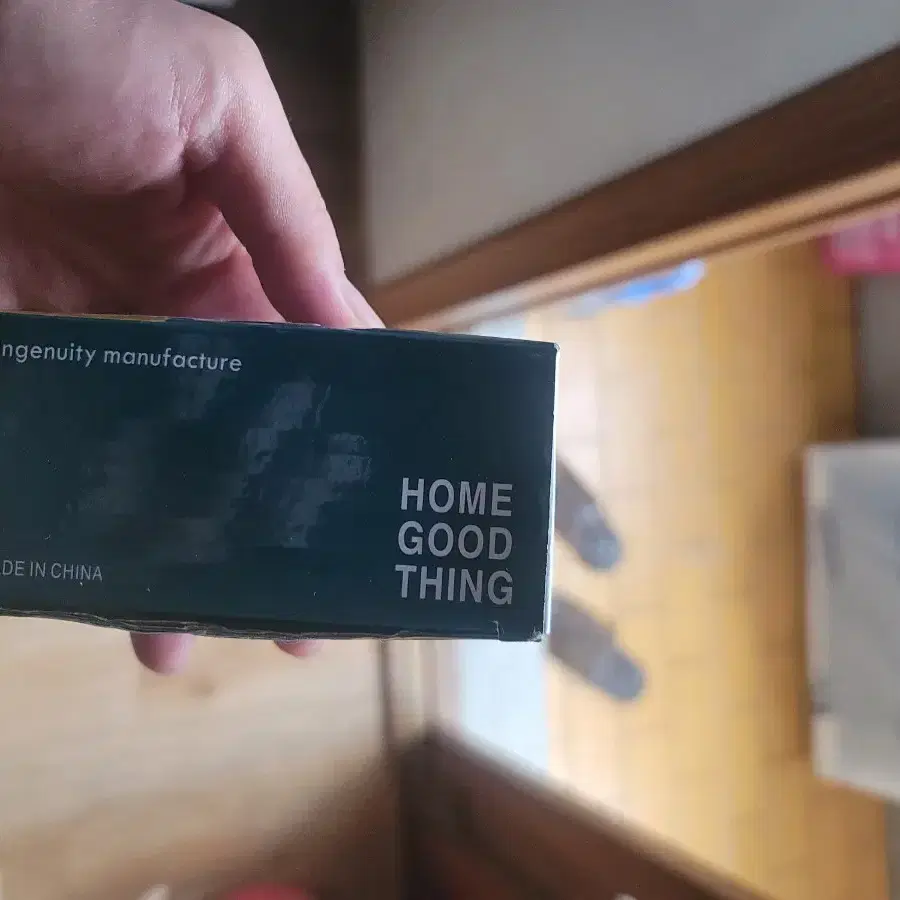 ngenuity manufacture
HOME
GOOD
THING
DE IN CHINA